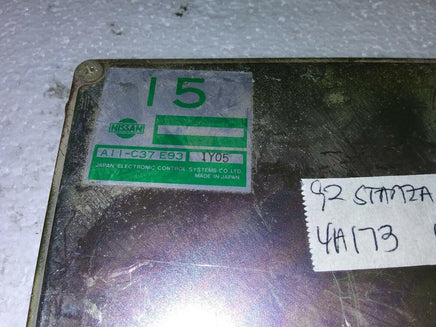 15
NISSAN
A11-C37 E93 1Y05
JAPAN ELECTRONIC CONTROL SYSTEMS CO.LTD.
MADE IN JAPAN
92 STANZA
4A173